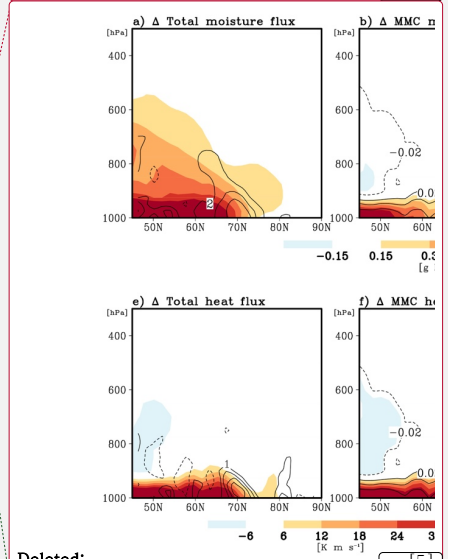 a) Δ Total moisture flux
b) Δ MMC m
[hPa]
[hPa]
400
400
600
600
800
800
1000
1000
2
-0.02
50N 60N 70N 80N 90N
50N 60N
-0.15 0.15
[g
e) Δ Total heat flux
f) Δ MMC he
[hPa]
[hPa]
400
400
600
600
800
800
1000
1000
1
-0.02
50N 60N 70N 80N 90N
50N 60N
-6 6 12 18 24
[K m s⁻¹]
Deleted: